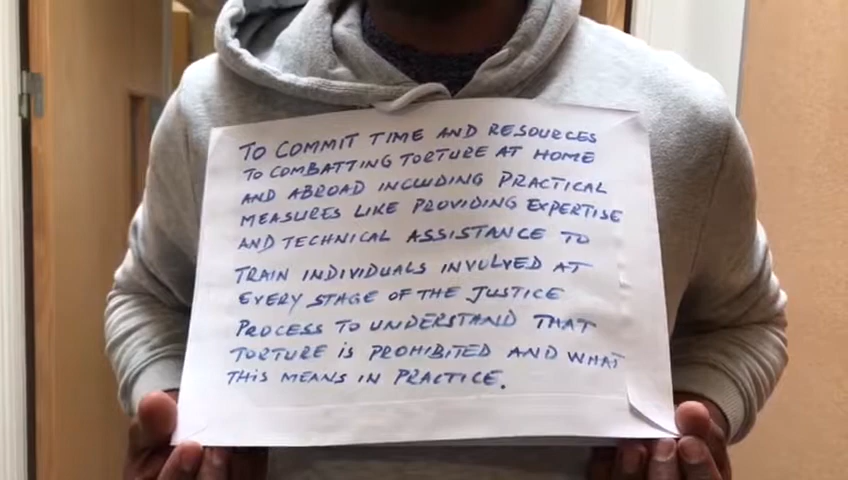 TO COMMIT TIME AND RESOURCES
TO COMBATTING TORTURE AT HOME
AND ABROAD INCLUDING PRACTICAL
MEASURES LIKE PROVIDING EXPERTISE
AND TECHNICAL ASSISTANCE TO
TRAIN INDIVIDUALS INVOLVED AT
EVERY STAGE OF THE JUSTICE
PROCESS TO UNDERSTAND THAT
TORTURE IS PROHIBITED AND WHAT
THIS MEANS IN PRACTICE.